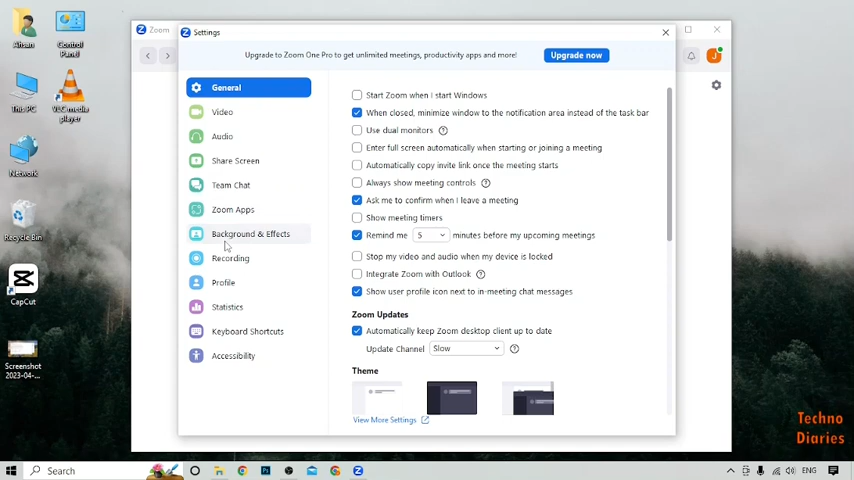 Ahsan
Control
Panel
This PC
VLC media
player
Network
Recycle Bin
CapCut
Screenshot
2023-04-...
Zoom
Settings
Upgrade to Zoom One Pro to get unlimited meetings, productivity apps and more!
Upgrade now
J
General
Video
Audio
Share Screen
Team Chat
Zoom Apps
Background & Effects
Recording
Profile
Statistics
Keyboard Shortcuts
Accessibility
Start Zoom when I start Windows
When closed, minimize window to the notification area instead of the task bar
Use dual monitors
Enter full screen automatically when starting or joining a meeting
Automatically copy invite link once the meeting starts
Always show meeting controls
Ask me to confirm when I leave a meeting
Show meeting timers
Remind me 5 minutes before my upcoming meetings
Stop my video and audio when my device is locked
Integrate Zoom with Outlook
Show user profile icon next to in-meeting chat messages
Zoom Updates
Automatically keep Zoom desktop client up to date
Update Channel Slow
Theme
View More Settings
Techno
Diaries
Search
ENG